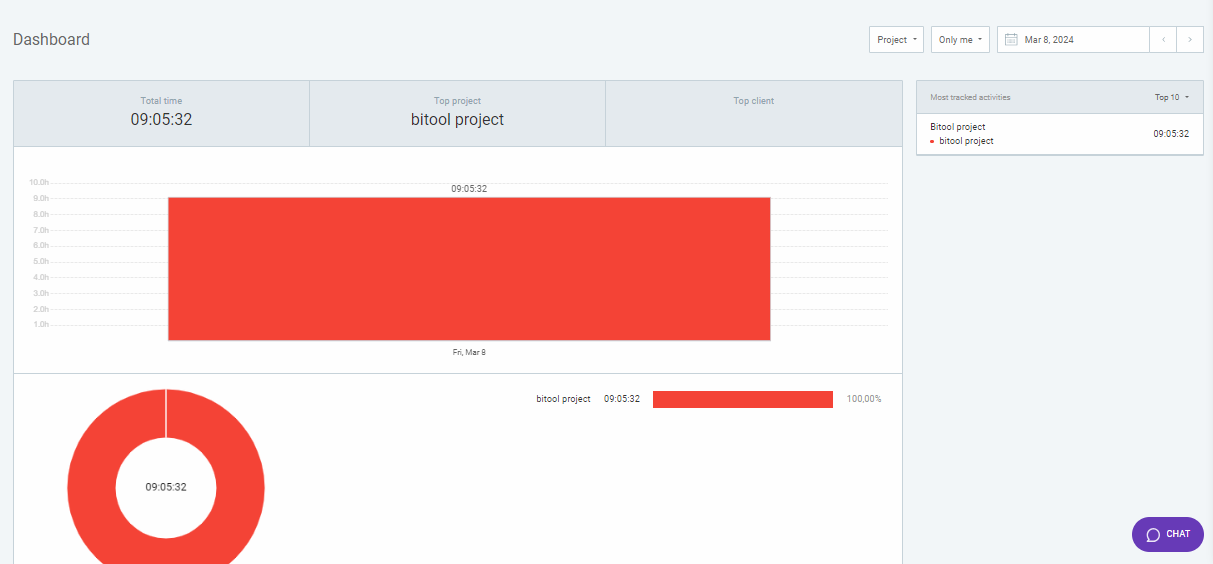 Dashboard
Project
Only me
Mar 8, 2024
Total time
09:05:32
Top project
bitool project
Top client
Most tracked activities
Top 10
Bitool project
bitool project
09:05:32
10.0h
9.0h
8.0h
7.0h
6.0h
5.0h
4.0h
3.0h
2.0h
1.0h
09:05:32
Fri, Mar 8
09:05:32
bitool project 09:05:32 100,00%
CHAT